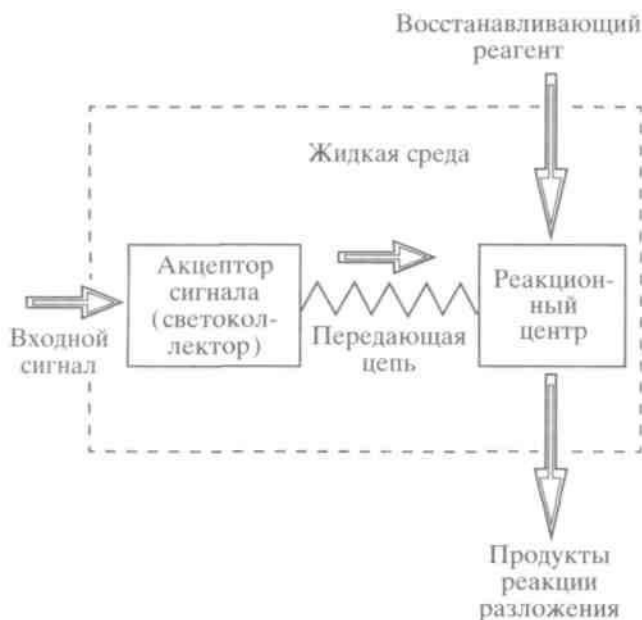 Восстанавливающий
реагент
Жидкая среда
Акцептор
сигнала
(светокол-
лектор)
Реакцион-
ный
центр
Входной
сигнал
Передающая
цепь
Продукты
реакции
разложения